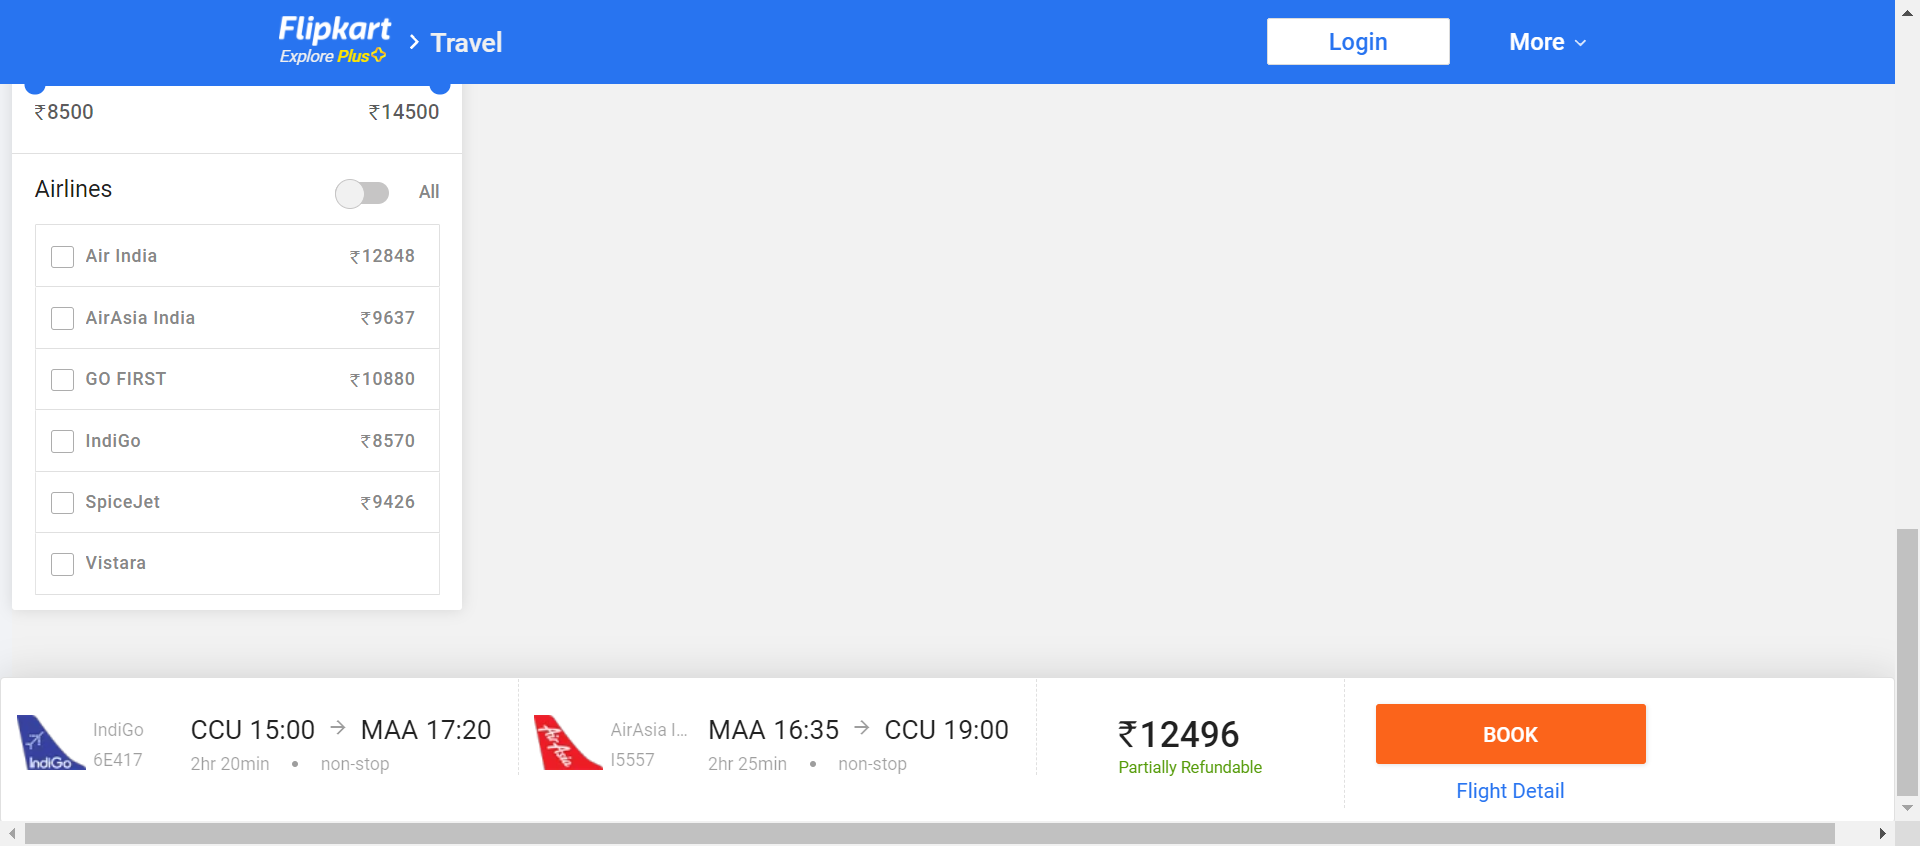 Flipkart
Explore Plus
Travel
Login
More
₹8500
₹14500
Airlines
All
Air India
₹12848
AirAsia India
₹9637
GO FIRST
₹10880
IndiGo
₹8570
SpiceJet
₹9426
Vistara
IndiGo
IndiGo
6E417
CCU 15:00 → MAA 17:20
2hr 20min • non-stop
AirAsia
AirAsia I...
I5557
MAA 16:35 → CCU 19:00
2hr 25min • non-stop
₹12496
Partially Refundable
BOOK
Flight Detail